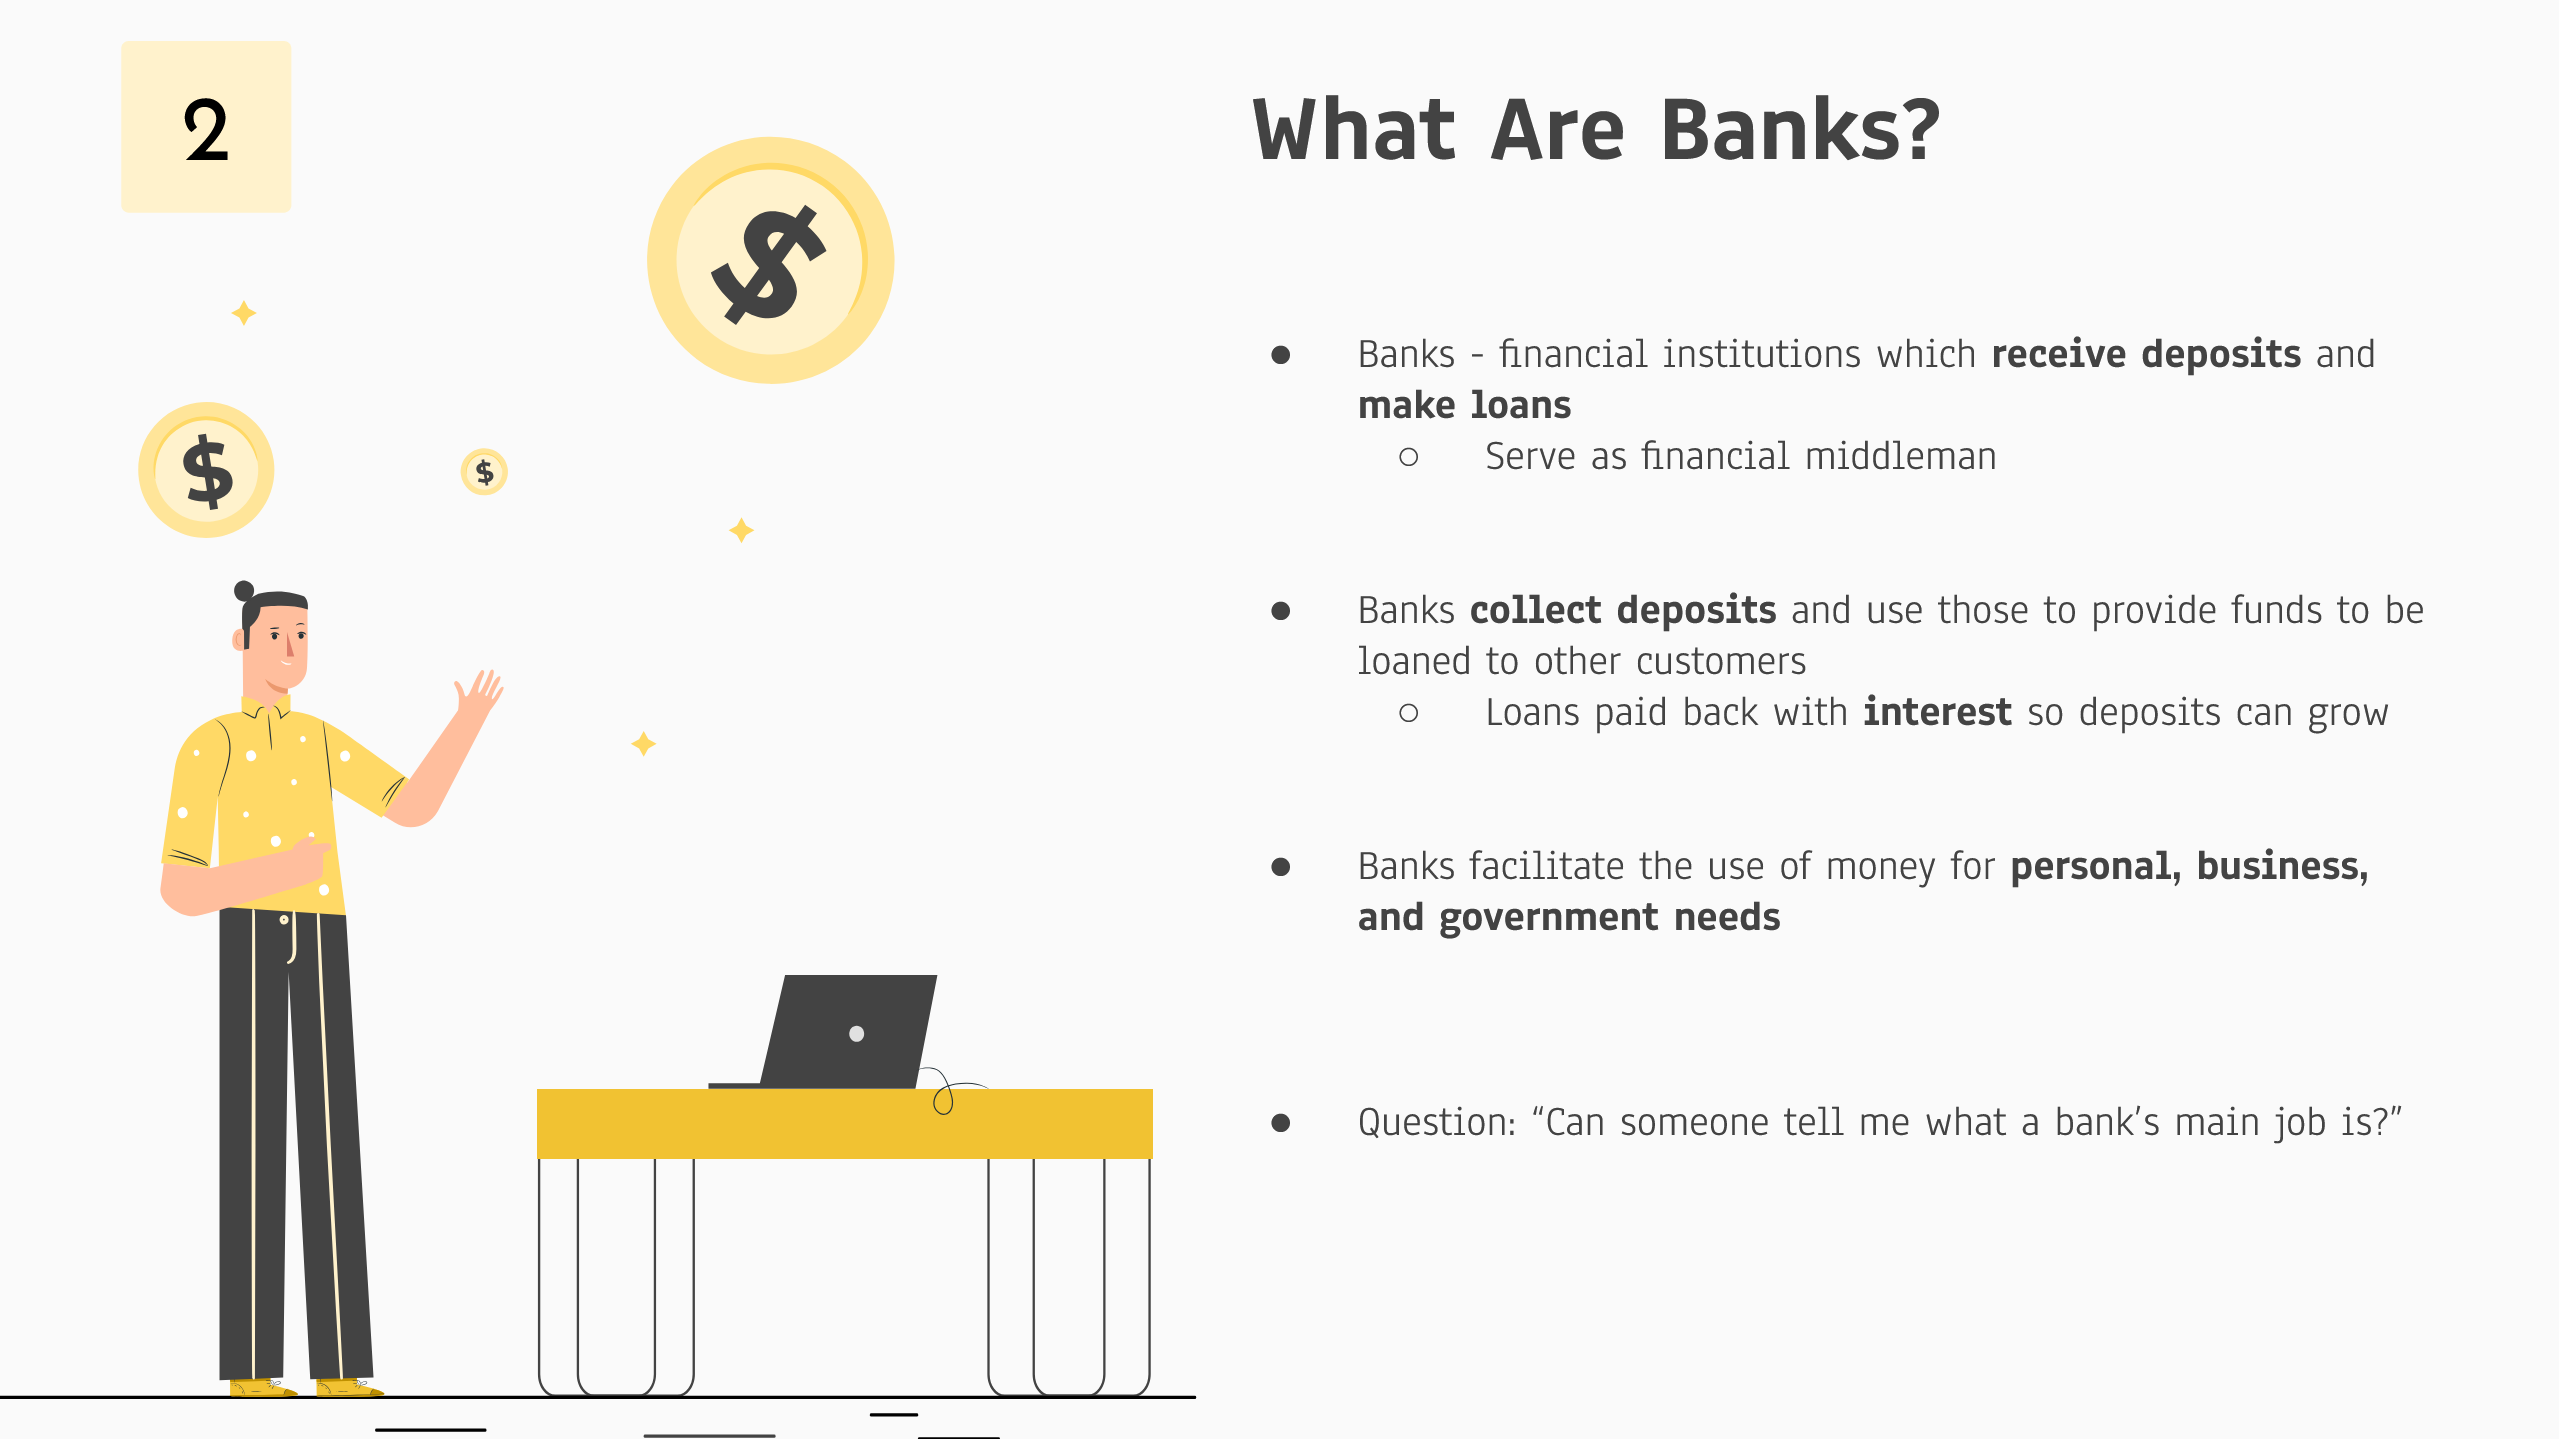 2
What Are Banks?
$
$
$
● Banks - financial institutions which receive deposits and
make loans
○ Serve as financial middleman
● Banks collect deposits and use those to provide funds to be
loaned to other customers
○ Loans paid back with interest so deposits can grow
● Banks facilitate the use of money for personal, business,
and government needs
● Question: “Can someone tell me what a bank’s main job is?”